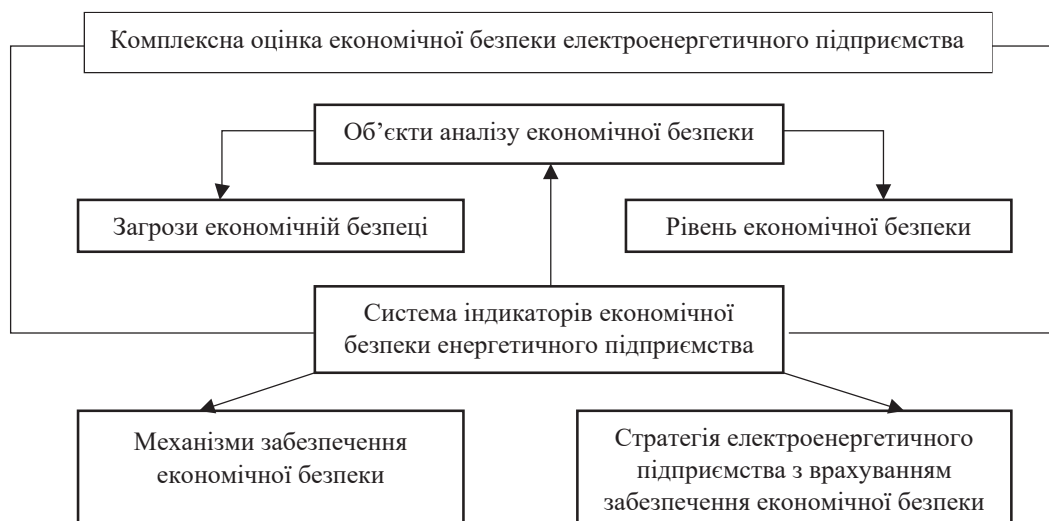 Комплексна оцінка економічної безпеки електроенергетичного підприємства
Об’єкти аналізу економічної безпеки
Загрози економічній безпеці
Рівень економічної безпеки
Система індикаторів економічної
безпеки енергетичного підприємства
Механізми забезпечення
економічної безпеки
Стратегія електроенергетичного
підприємства з врахуванням
забезпечення економічної безпеки